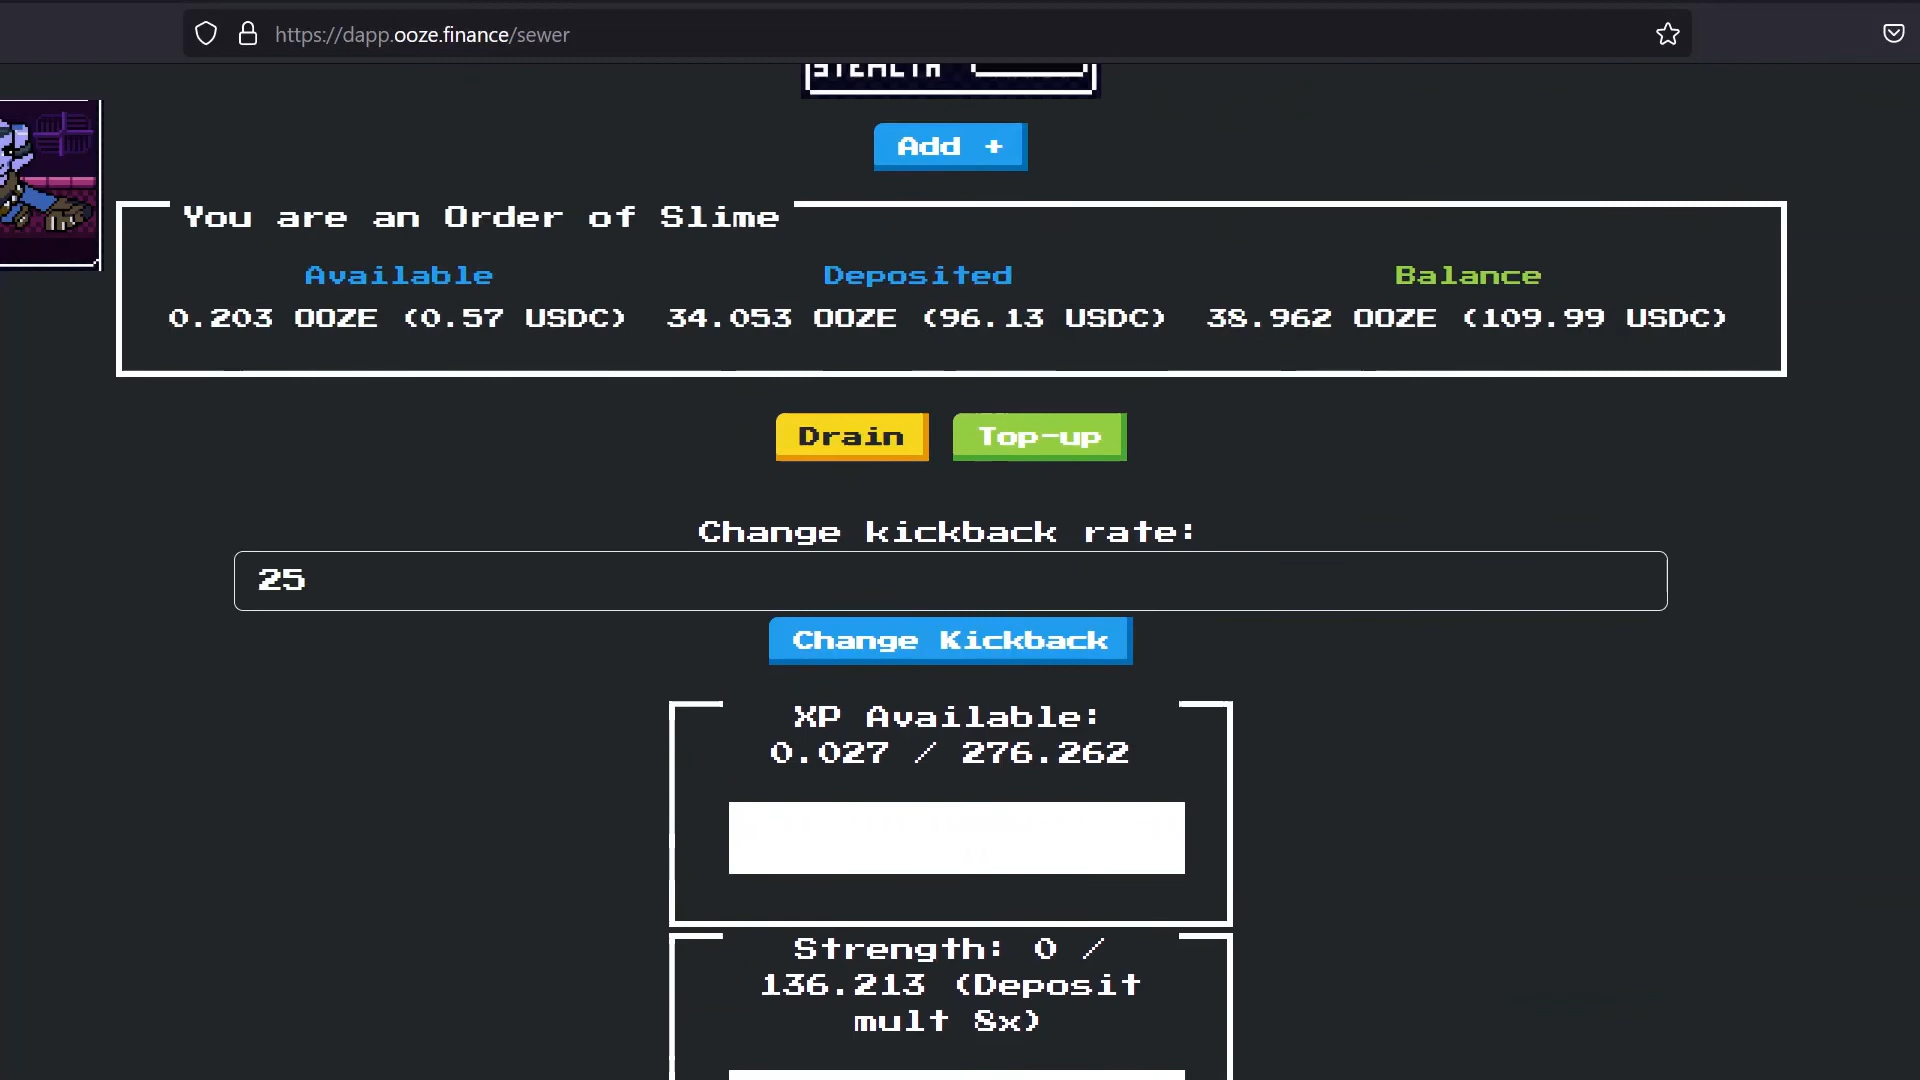 https://dapp.ooze.finance/sewer
STEALTH
Add +
You are an Order of Slime
Available Deposited Balance
0.203 OOZE (0.57 USDC) 34.053 OOZE (96.13 USDC) 38.962 OOZE (109.99 USDC)
Drain Top-up
Change kickback rate:
25
Change Kickback
XP Available:
0.027 / 276.262
Strength: 0 /
136.213 (Deposit
mult 8x)